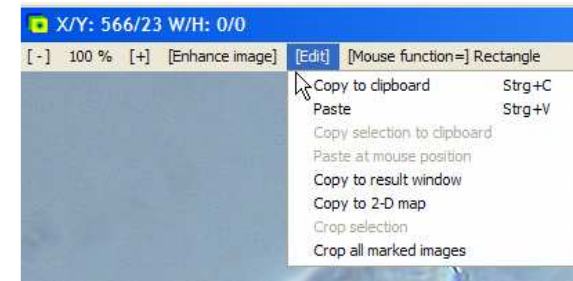 X/Y: 566/23 W/H: 0/0
[-] 100 % [+] [Enhance image] [Edit] [Mouse function=] Rectangle
Copy to clipboard Strg+C
Paste Strg+V
Copy selection to clipboard
Paste at mouse position
Copy to result window
Copy to 2-D map
Crop selection
Crop all marked images